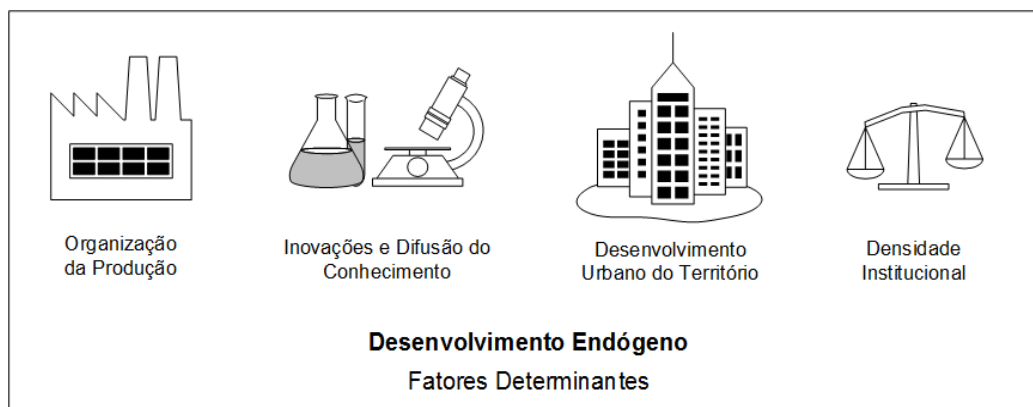 Organização
da Produção
Inovações e Difusão do
Conhecimento
Desenvolvimento
Urbano do Território
Densidade
Institucional
Desenvolvimento Endógeno
Fatores Determinantes